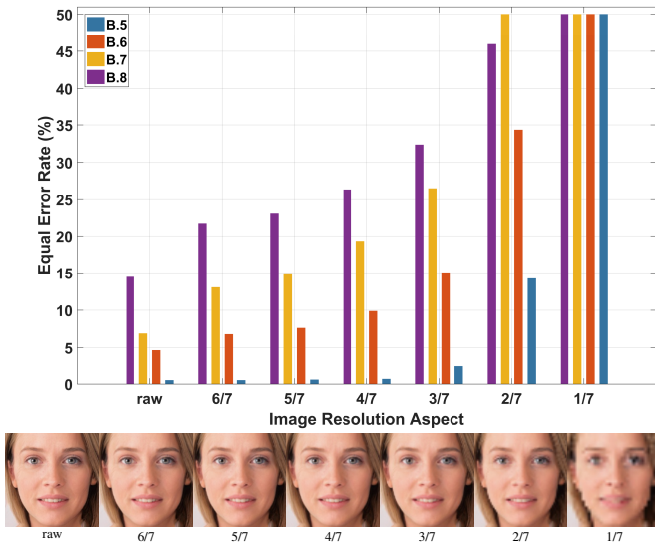 50
45
40
35
30
25
20
15
10
5
0
Equal Error Rate (%)
B.5
B.6
B.7
B.8
raw 6/7 5/7 4/7 3/7 2/7 1/7
Image Resolution Aspect
raw 6/7 5/7 4/7 3/7 2/7 1/7